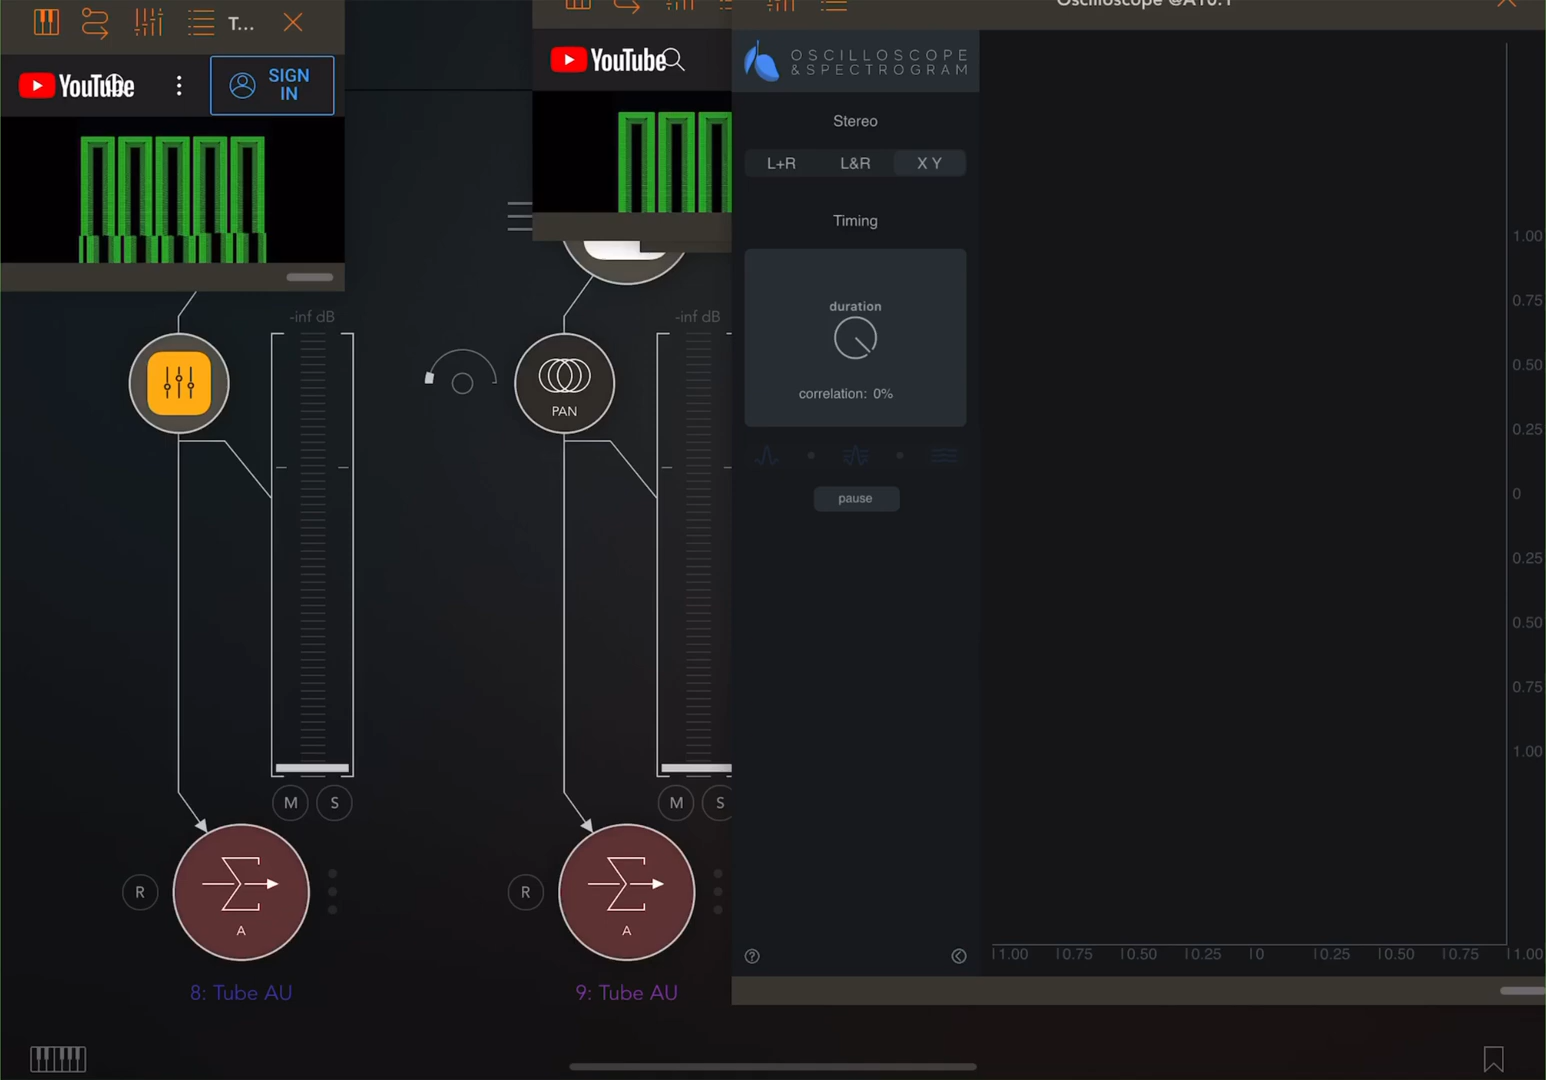 T...
YouTube
SIGN
IN
YouTube
Oscilloscope @A10.1
OSCILLOSCOPE
& SPECTROGRAM
Stereo
L+R
L&R
X Y
Timing
duration
correlation: 0%
pause
-inf dB
-inf dB
PAN
M
S
M
S
R
A
R
A
8: Tube AU
9: Tube AU
1.00
0.75
0.50
0.25
0
0.25
0.50
0.75
1.00
1.00
0.75
0.50
0.25
0
0.25
0.50
0.75
1.00